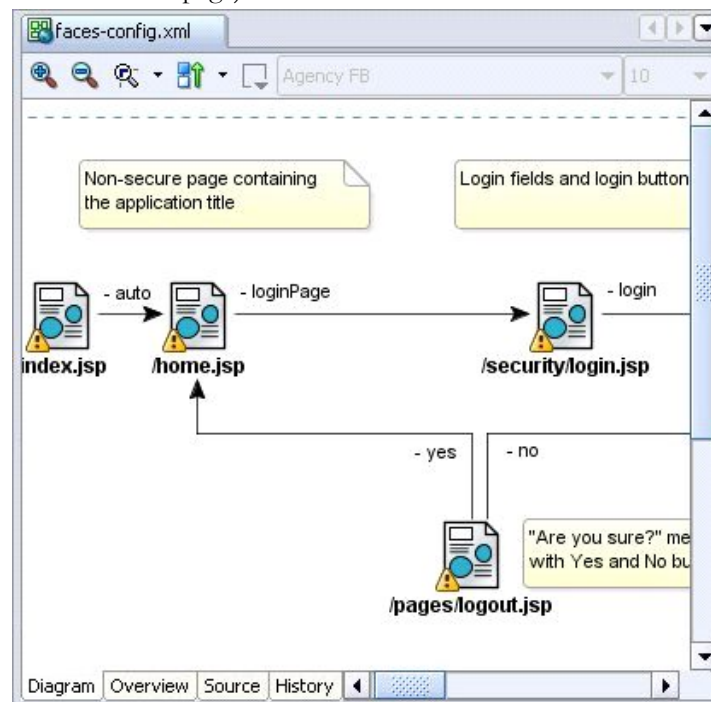 faces-config.xml
Agency FB
10
Non-secure page containing
the application title
Login fields and login button
- auto
- loginPage
- login
index.jsp
/home.jsp
/security/login.jsp
- yes
- no
"Are you sure?" me
with Yes and No bu
/pages/logout.jsp
Diagram
Overview
Source
History